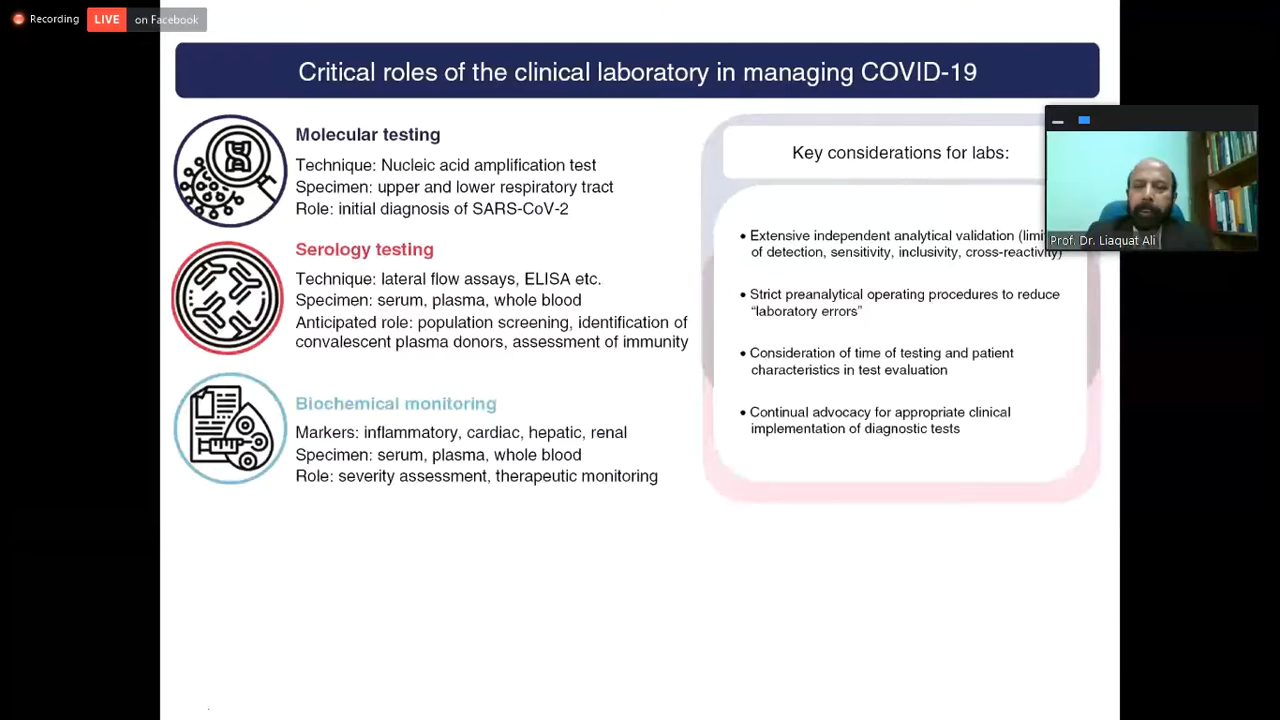 Recording
LIVE on Facebook
Critical roles of the clinical laboratory in managing COVID-19
Molecular testing
Technique: Nucleic acid amplification test
Specimen: upper and lower respiratory tract
Role: initial diagnosis of SARS-CoV-2
Serology testing
Technique: lateral flow assays, ELISA etc.
Specimen: serum, plasma, whole blood
Anticipated role: population screening, identification of
convalescent plasma donors, assessment of immunity
Biochemical monitoring
Markers: inflammatory, cardiac, hepatic, renal
Specimen: serum, plasma, whole blood
Role: severity assessment, therapeutic monitoring
Key considerations for labs:
• Extensive independent analytical validation
of detection, sensitivity, inclusivity, cross-reactivity)
• Strict preanalytical operating procedures to reduce
“laboratory errors”
• Consideration of time of testing and patient
characteristics in test evaluation
• Continual advocacy for appropriate clinical
implementation of diagnostic tests
Prof. Dr. Liaquat Ali